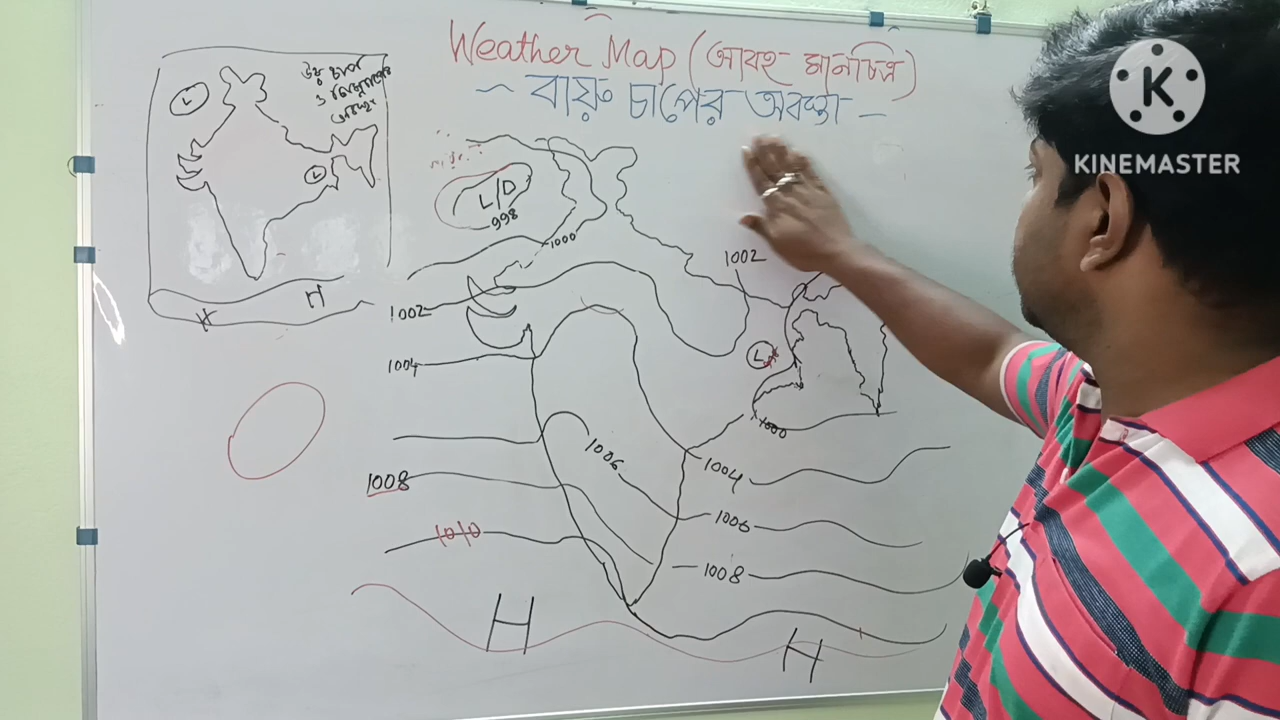 Weather Map (আবহ মানচিত্র)
~ বায়ু চাপের অবস্থা ~
KINEMASTER
K
L
L
H
H
L/D
998
1000
1002
1002
1004
L
1000
1006
1004
1008
1006
1010
1008
H
H